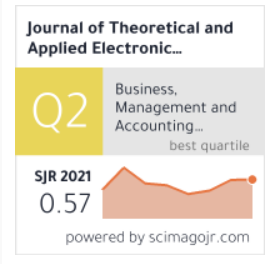 Journal of Theoretical and
Applied Electronic...
Q2
Business,
Management and
Accounting...
best quartile
SJR 2021
0.57
powered by scimagojr.com